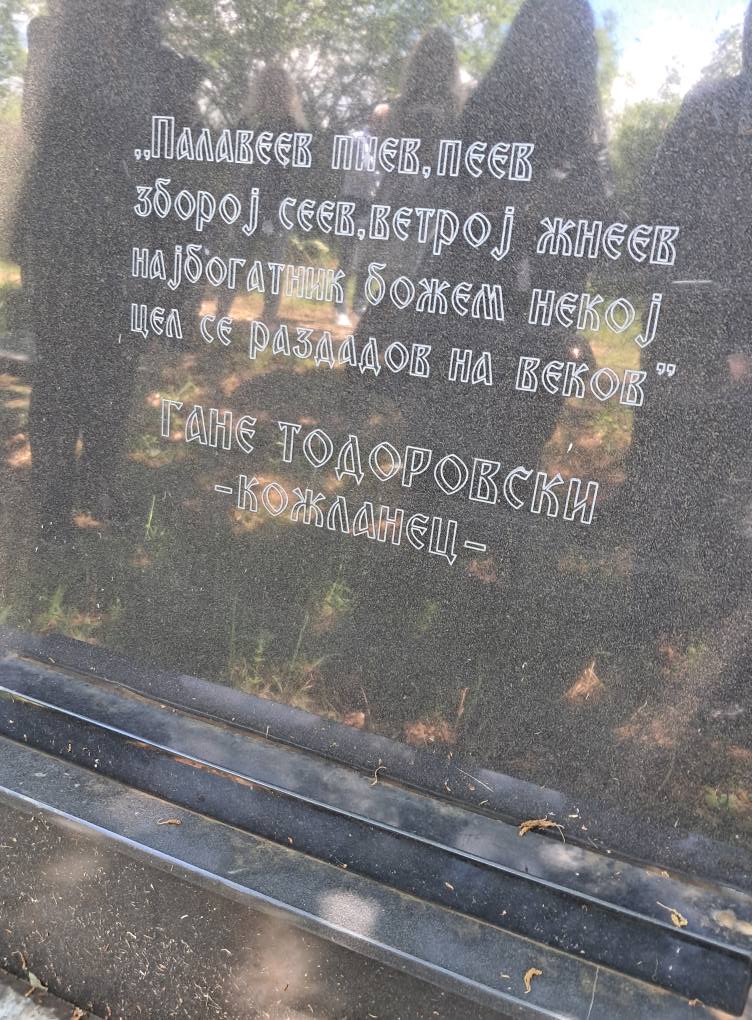 „Палавеев пиев, пеев
зборој сеев, ветрој жнеев
најбогатник божем некој
цел се раздадов на веков”
ГАНЕ ТОДОРОВСКИ
-КОЖЛАНЕЦ-